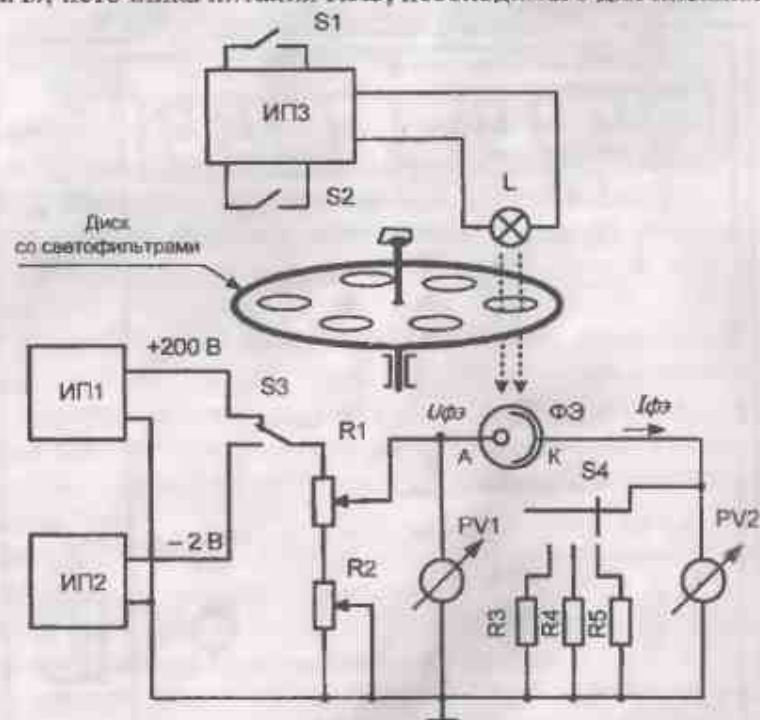 S1
ИП3
S2
L
Диск
со светофильтрами
+200 В
ИП1
S3
R1
Uфэ
ФЭ
Iфэ
А
К
S4
– 2 В
ИП2
R2
PV1
PV2
R3
R4
R5